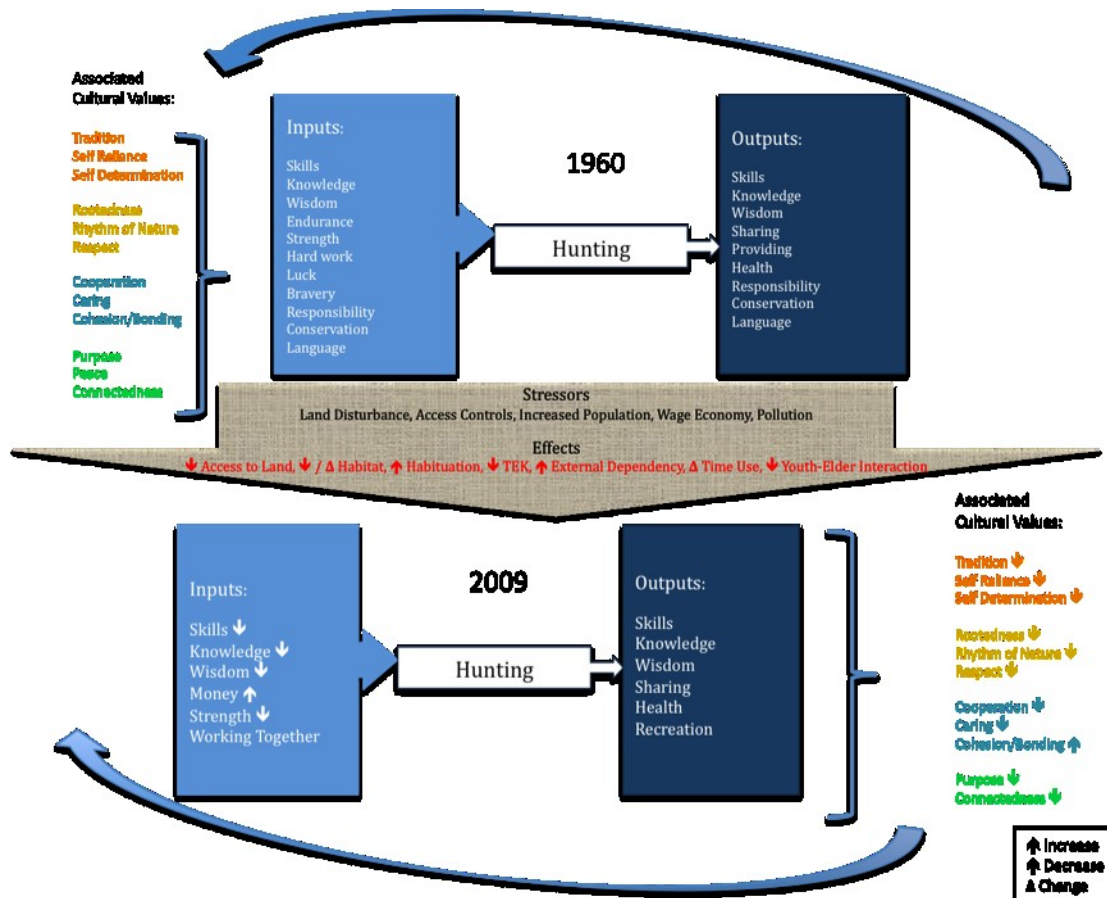 Associated
Cultural Values:
Tradition
Self Reliance
Self Determination
Rootedness
Rhythm of Nature
Respect
Cooperation
Caring
Cohesion/Bonding
Purpose
Peace
Connectedness
Inputs:
Skills
Knowledge
Wisdom
Endurance
Strength
Hard work
Luck
Bravery
Responsibility
Conservation
Language
1960
Hunting
Outputs:
Skills
Knowledge
Wisdom
Sharing
Providing
Health
Responsibility
Conservation
Language
Stressors
Land Disturbance, Access Controls, Increased Population, Wage Economy, Pollution
Effects
↓ Access to Land, ↓ / Δ Habitat, ↑ Habituation, ↓ TEK, ↑ External Dependency, Δ Time Use, ↓ Youth-Elder Interaction
Inputs:
Skills ↓
Knowledge ↓
Wisdom ↓
Money ↑
Strength ↓
Working Together
2009
Hunting
Outputs:
Skills
Knowledge
Wisdom
Sharing
Health
Recreation
Associated
Cultural Values:
Tradition ↓
Self Reliance ↓
Self Determination ↓
Rootedness ↓
Rhythm of Nature ↓
Respect ↓
Cooperation ↓
Caring ↓
Cohesion/Bonding ↑
Purpose ↓
Connectedness ↓
↑ Increase
↑ Decrease
Δ Change